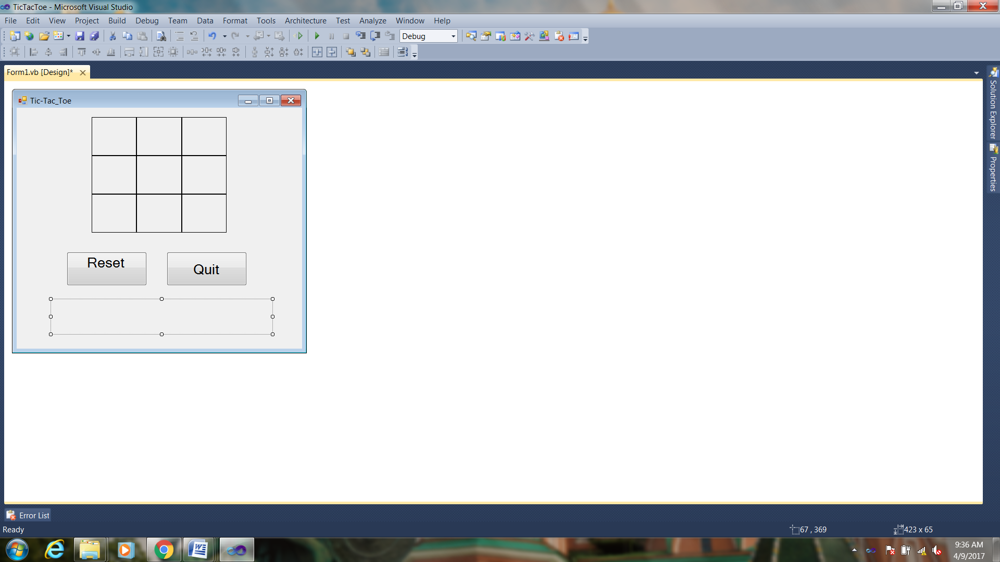 TicTacToe - Microsoft Visual Studio
File Edit View Project Build Debug Team Data Format Tools Architecture Test Analyze Window Help
Debug
Form1.vb [Design]*
Tic-Tac_Toe
Reset
Quit
Solution Explorer
Properties
Error List
Ready
67 , 369
423 x 65
9:36 AM
4/9/2017